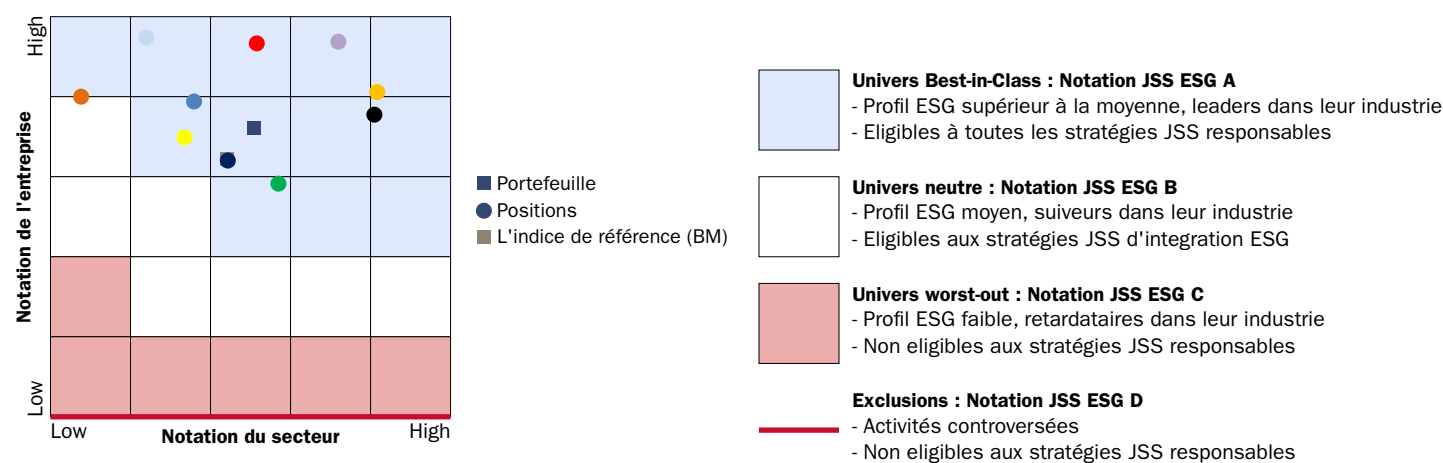 High
Notation de l'entreprise
Low
Low
Notation du secteur
High
Portefeuille
Positions
L'indice de référence (BM)
Univers Best-in-Class : Notation JSS ESG A
- Profil ESG supérieur à la moyenne, leaders dans leur industrie
- Eligibles à toutes les stratégies JSS responsables
Univers neutre : Notation JSS ESG B
- Profil ESG moyen, suiveurs dans leur industrie
- Eligibles aux stratégies JSS d'integration ESG
Univers worst-out : Notation JSS ESG C
- Profil ESG faible, retardataires dans leur industrie
- Non eligibles aux stratégies JSS responsables
Exclusions : Notation JSS ESG D
- Activités controversées
- Non eligibles aux stratégies JSS responsables